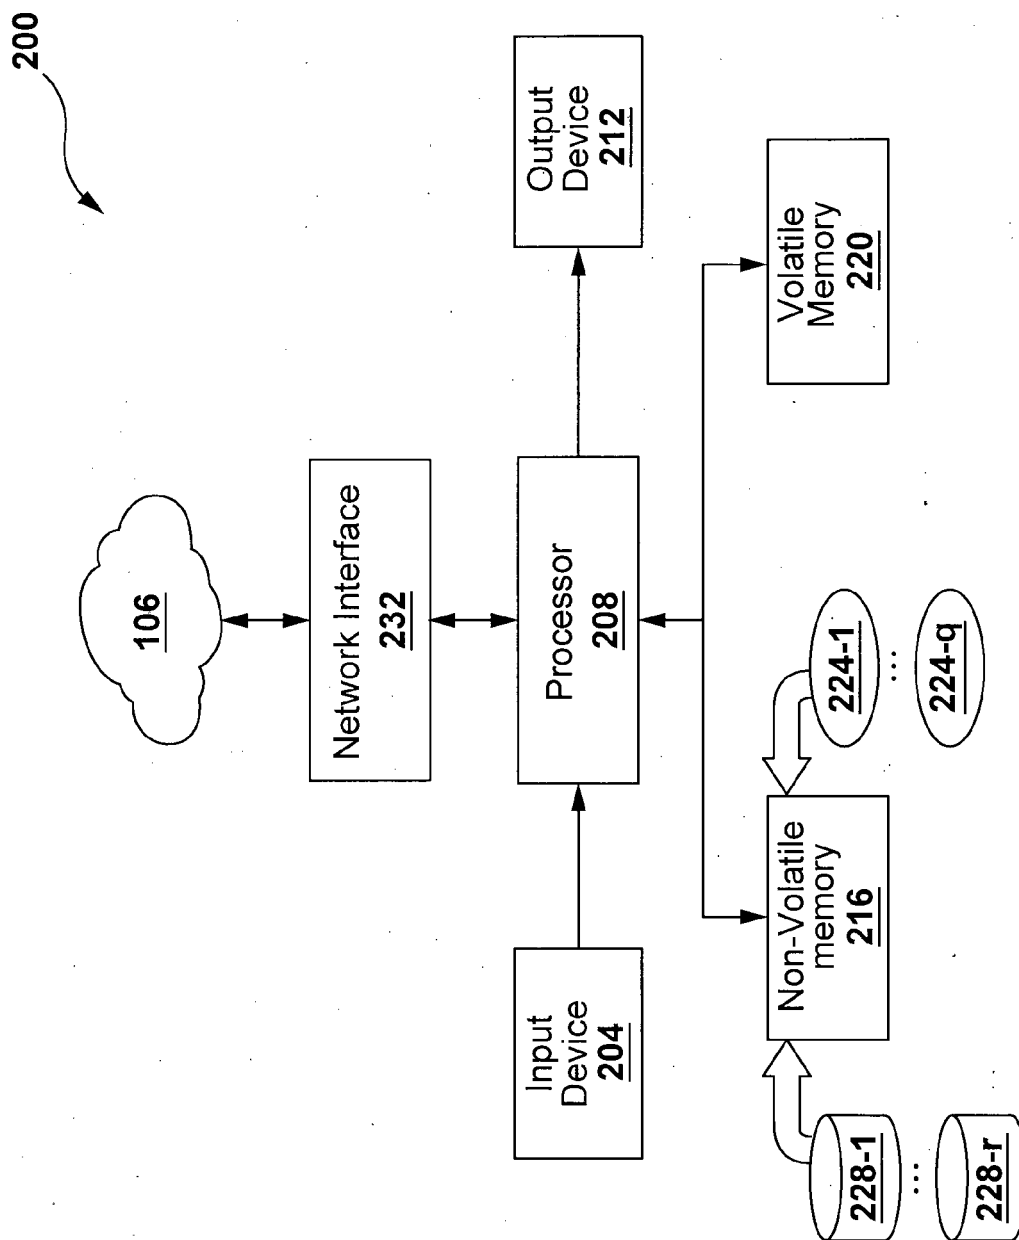 200
106
Network Interface
232
Input
Device
204
Processor
208
Output
Device
212
Non-Volatile
memory
216
Volatile
Memory
220
228-1
...
228-r
224-1
...
224-q